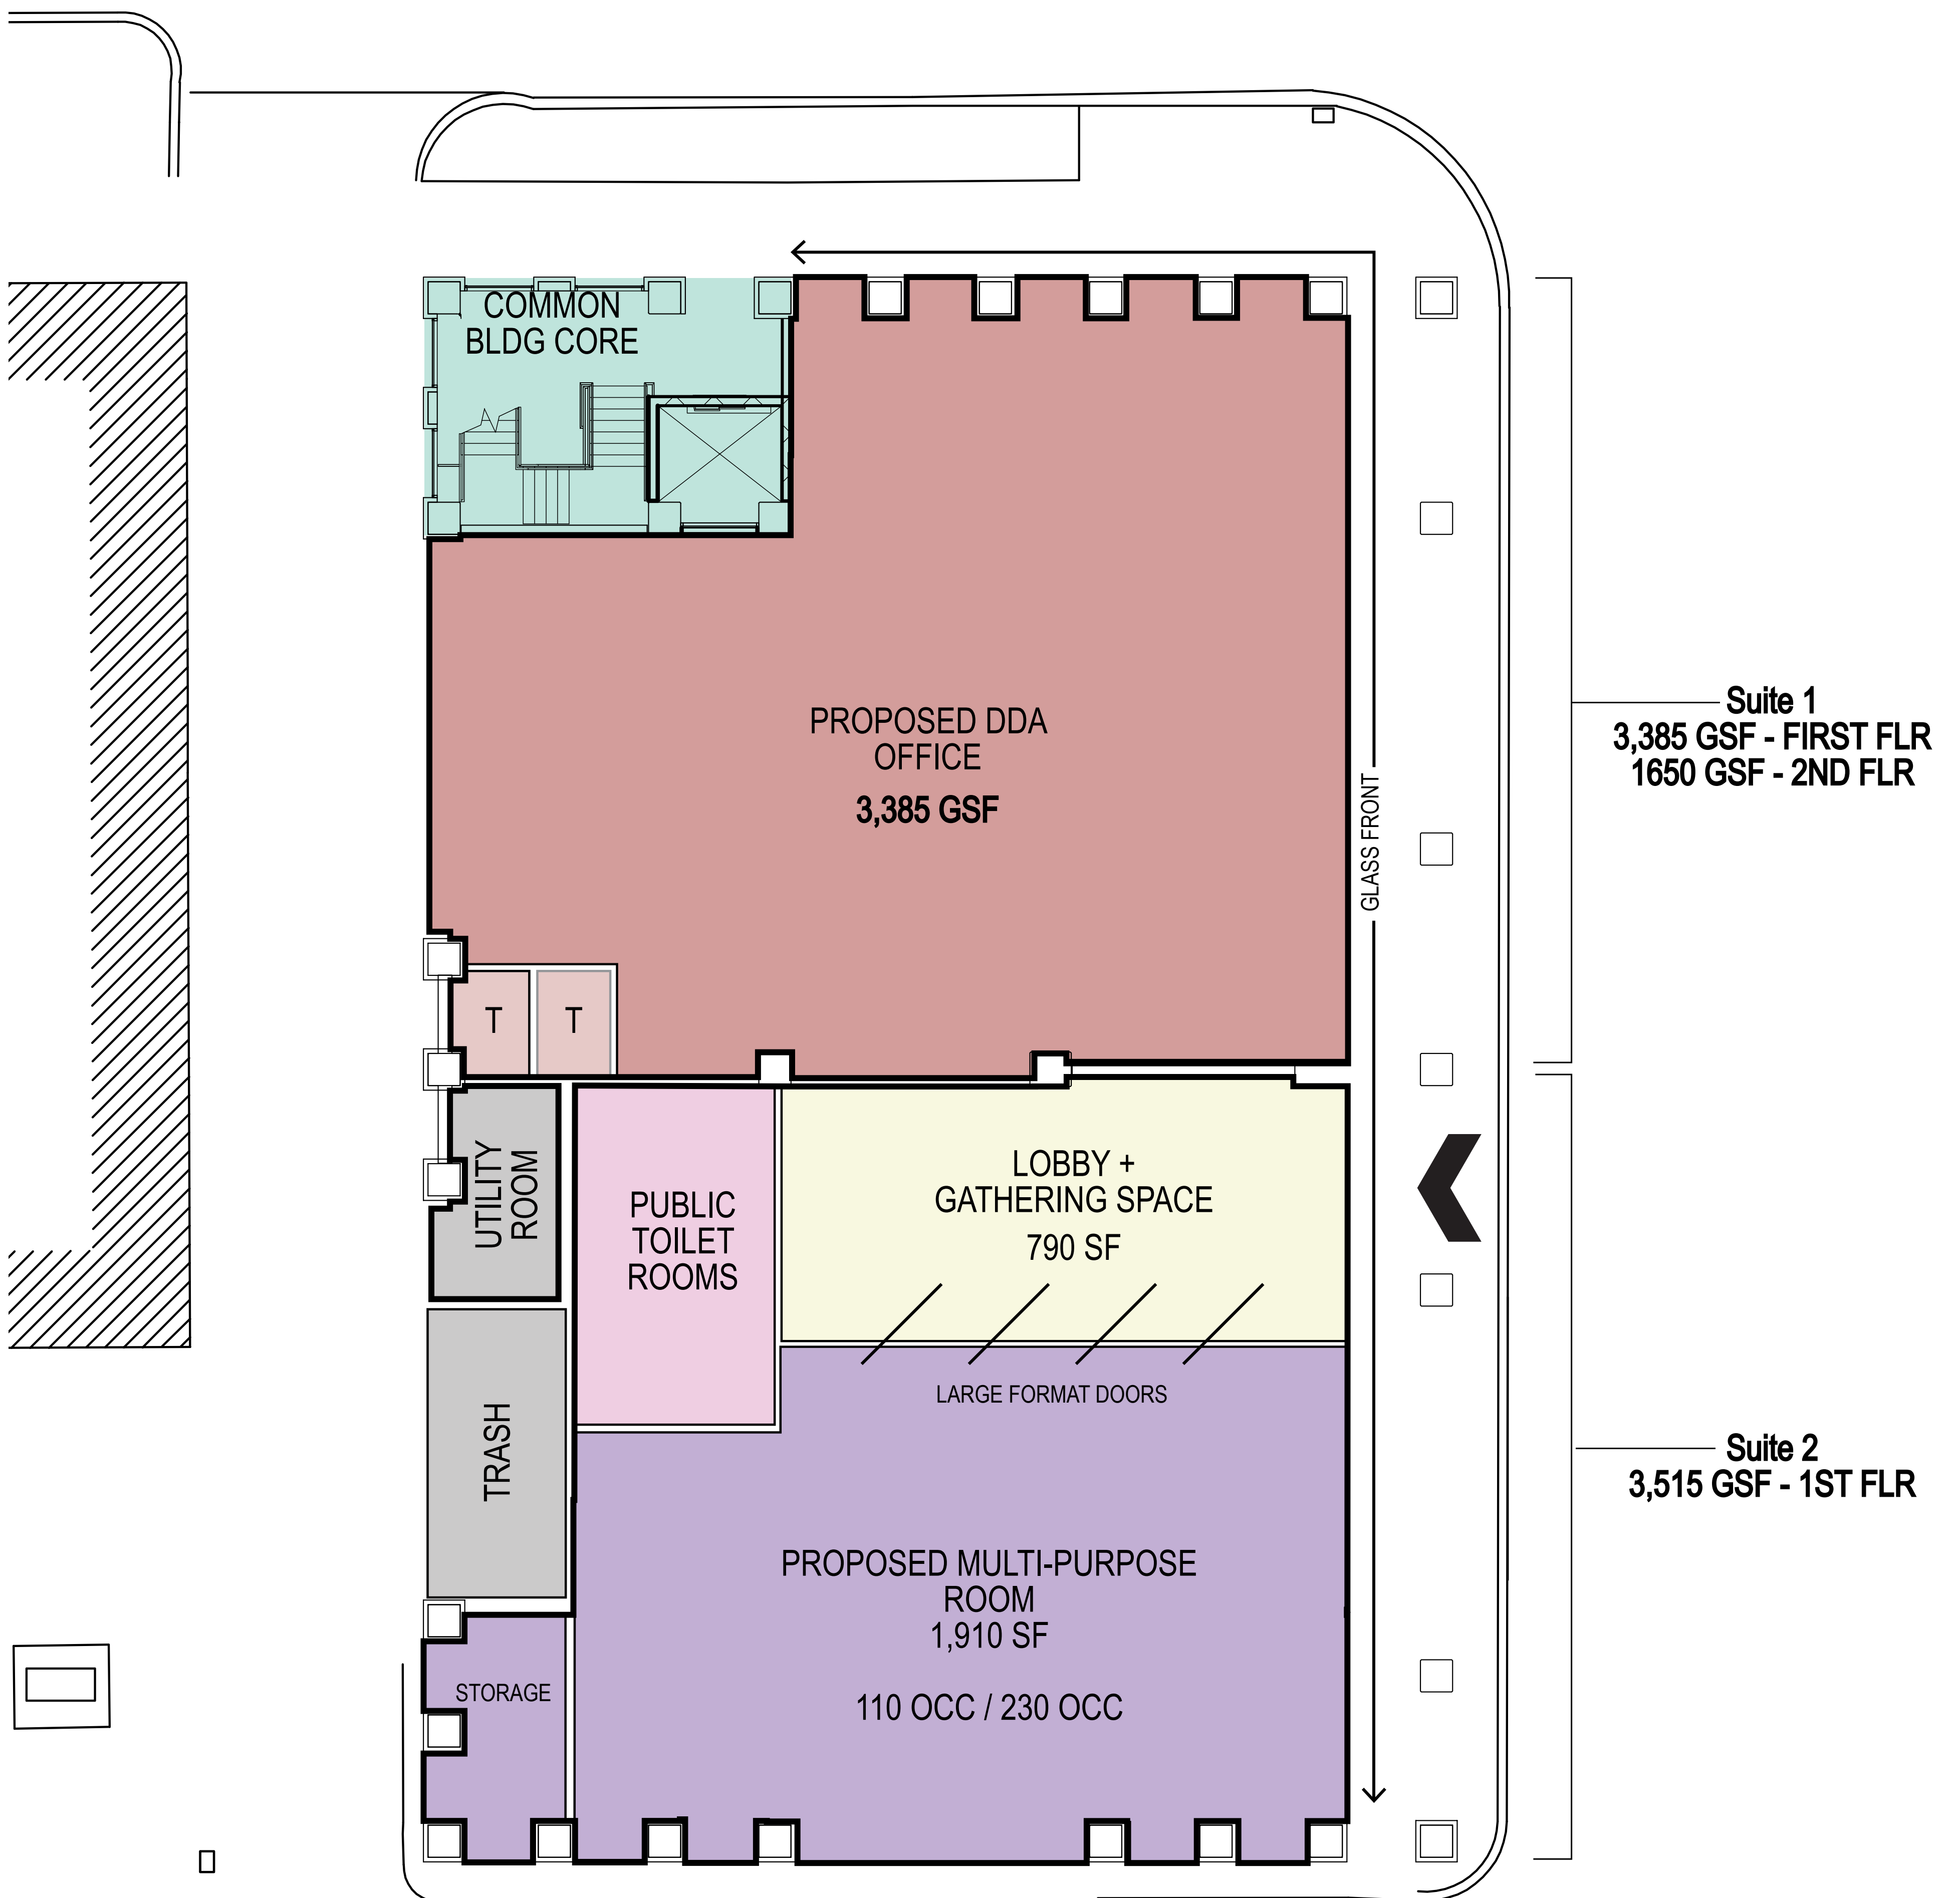 COMMON
BLDG CORE
PROPOSED DDA
OFFICE
3,385 GSF
GLASS FRONT
Suite 1
3,385 GSF - FIRST FLR
1650 GSF - 2ND FLR
T
T
UTILITY
ROOM
PUBLIC
TOILET
ROOMS
LOBBY +
GATHERING SPACE
790 SF
LARGE FORMAT DOORS
TRASH
Suite 2
3,515 GSF - 1ST FLR
PROPOSED MULTI-PURPOSE
ROOM
1,910 SF
110 OCC / 230 OCC
STORAGE